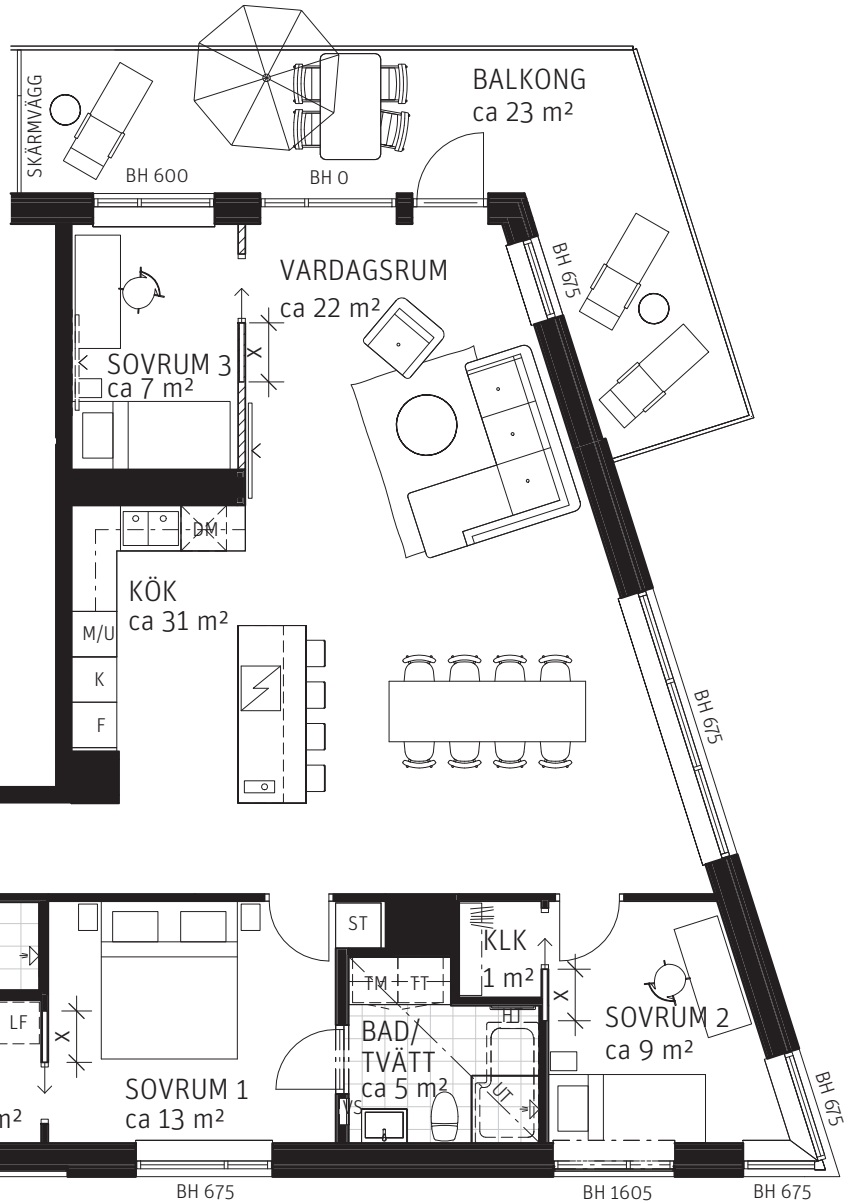 BALKONG
ca 23 m²
SKÄRMVÄGG
BH 600
BH 0
VARDAGSRUM
ca 22 m²
BH 675
SOVRUM 3
ca 7 m²
X
DM
KÖK
ca 31 m²
M/U
K
F
BH 675
ST
KLK
1 m²
TM
TT
LF
X
X
BAD/
TVÄTT
ca 5 m²
SOVRUM 2
ca 9 m²
SOVRUM 1
ca 13 m²
VS
UT
m²
BH 675
BH 675
BH 1605
BH 675